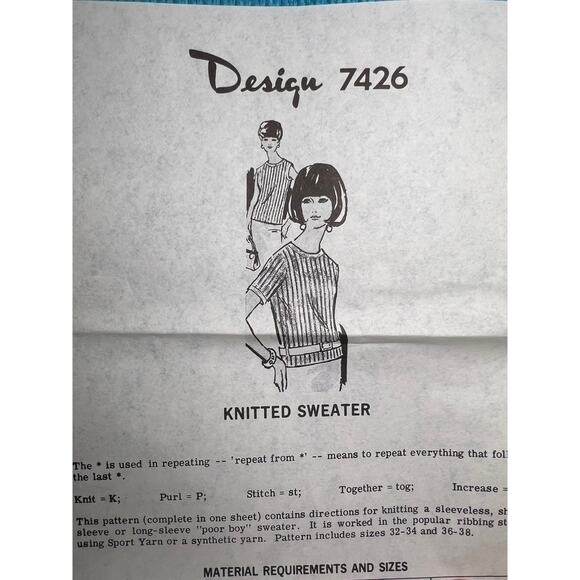 Design 7426
KNITTED SWEATER
The * is used in repeating -- 'repeat from *' -- means to repeat everything that fol
the last *.
Knit = K; Purl = P; Stitch = st; Together = tog; Increase =
This pattern (complete in one sheet) contains directions for knitting a sleeveless, sh
sleeve or long-sleeve "poor boy" sweater. It is worked in the popular ribbing st
using Sport Yarn or a synthetic yarn. Pattern includes sizes 32-34 and 36-38.
MATERIAL REQUIREMENTS AND SIZES